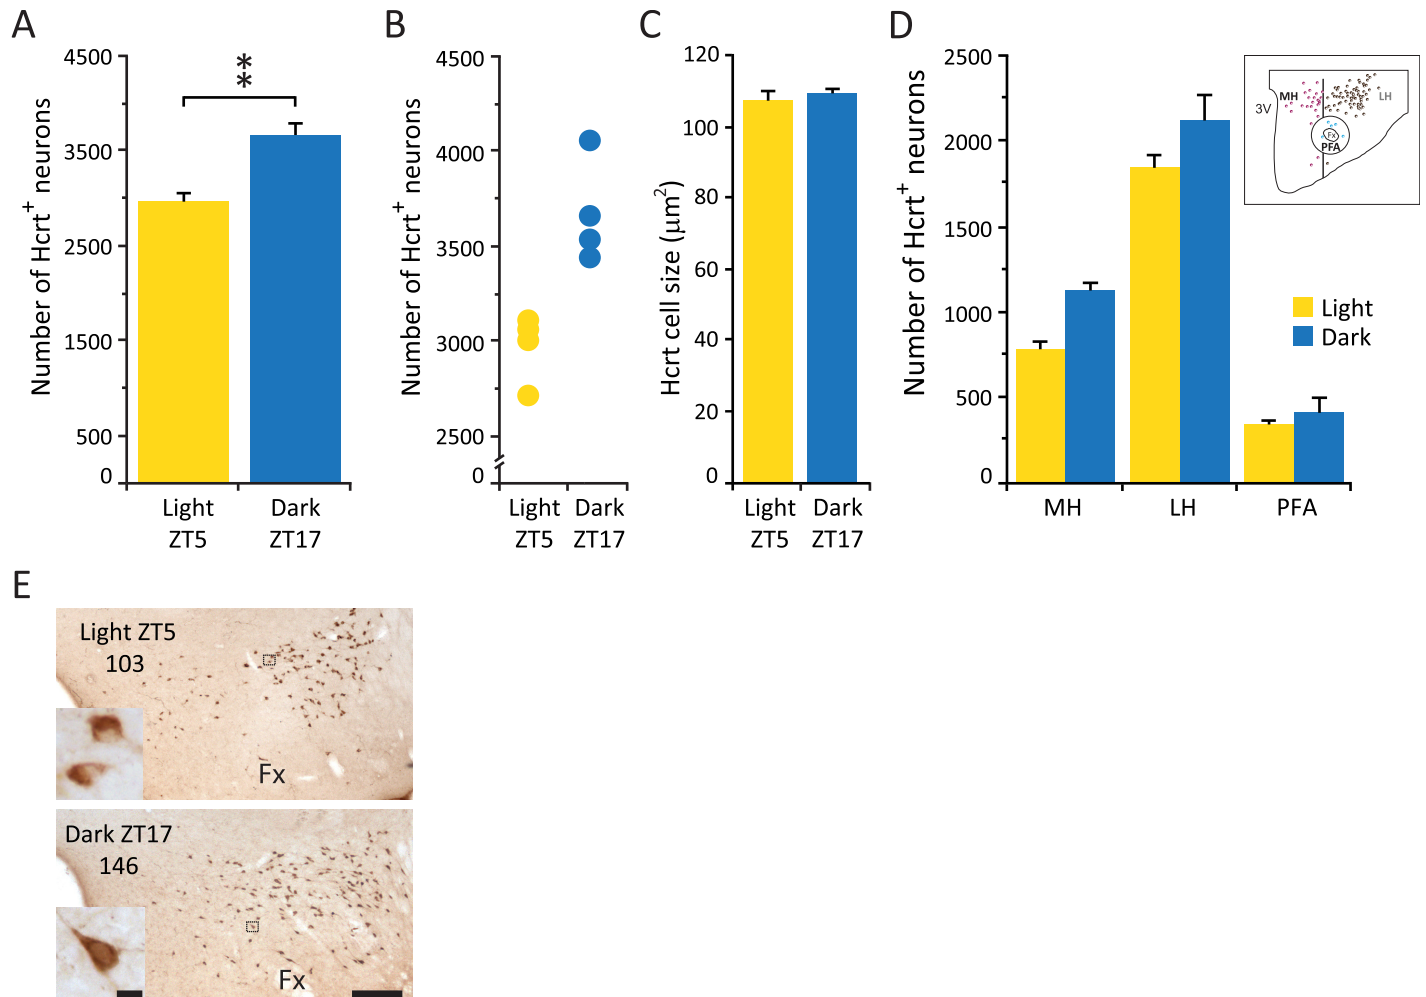 A
Number of Hcrt+ neurons
4500
3500
2500
1500
500
0
**
Light
ZT5
Dark
ZT17
B
Number of Hcrt+ neurons
4500
4000
3500
3000
2500
0
Light
ZT5
Dark
ZT17
C
Hcrt cell size (μm2)
120
100
80
60
40
20
0
Light
ZT5
Dark
ZT17
D
Number of Hcrt+ neurons
2500
2000
1500
1000
500
0
MH
LH
PFA
3V
MH
LH
Fx
PFA
Light
Dark
E
Light ZT5
103
Fx
Dark ZT17
146
Fx